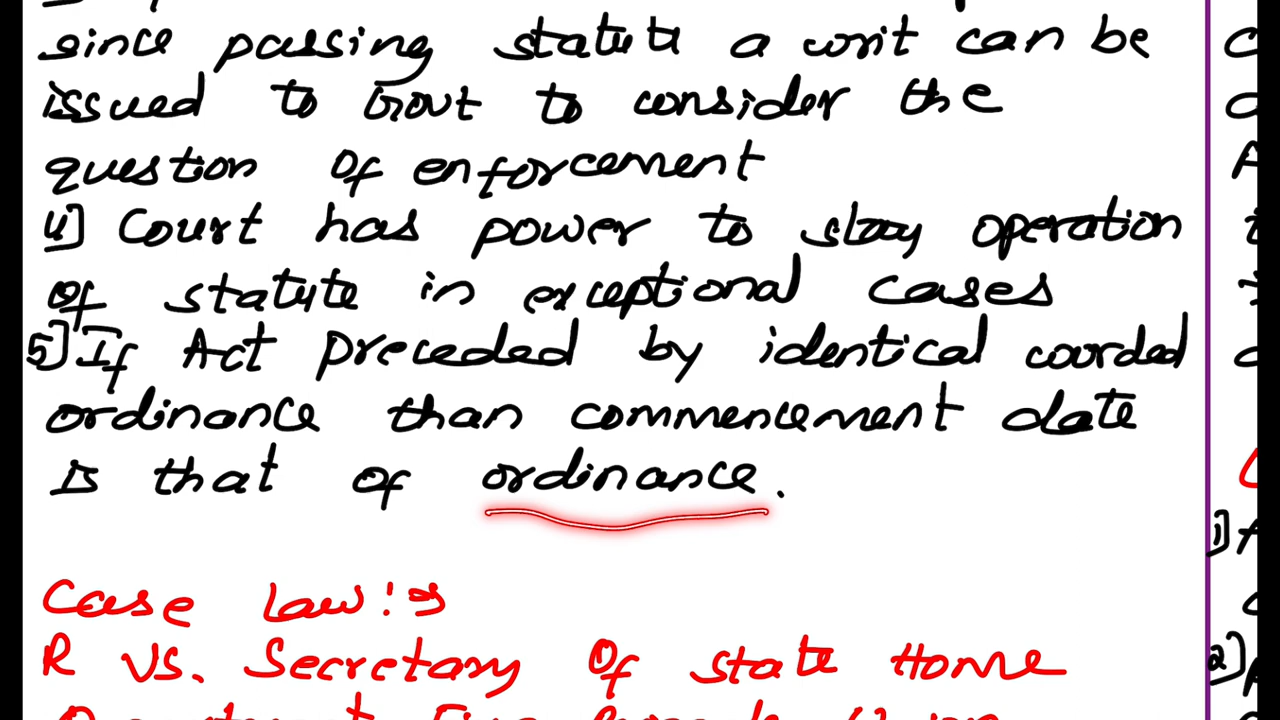 since passing statute a writ can be
issued to Govt to consider the
question of enforcement
4] Court has power to stay operation
of statute in exceptional cases
5] If Act preceded by identical worded
ordinance than commencement date
is that of ordinance.
Case law:⇒
R vs. Secretary of state Home
1]
2]